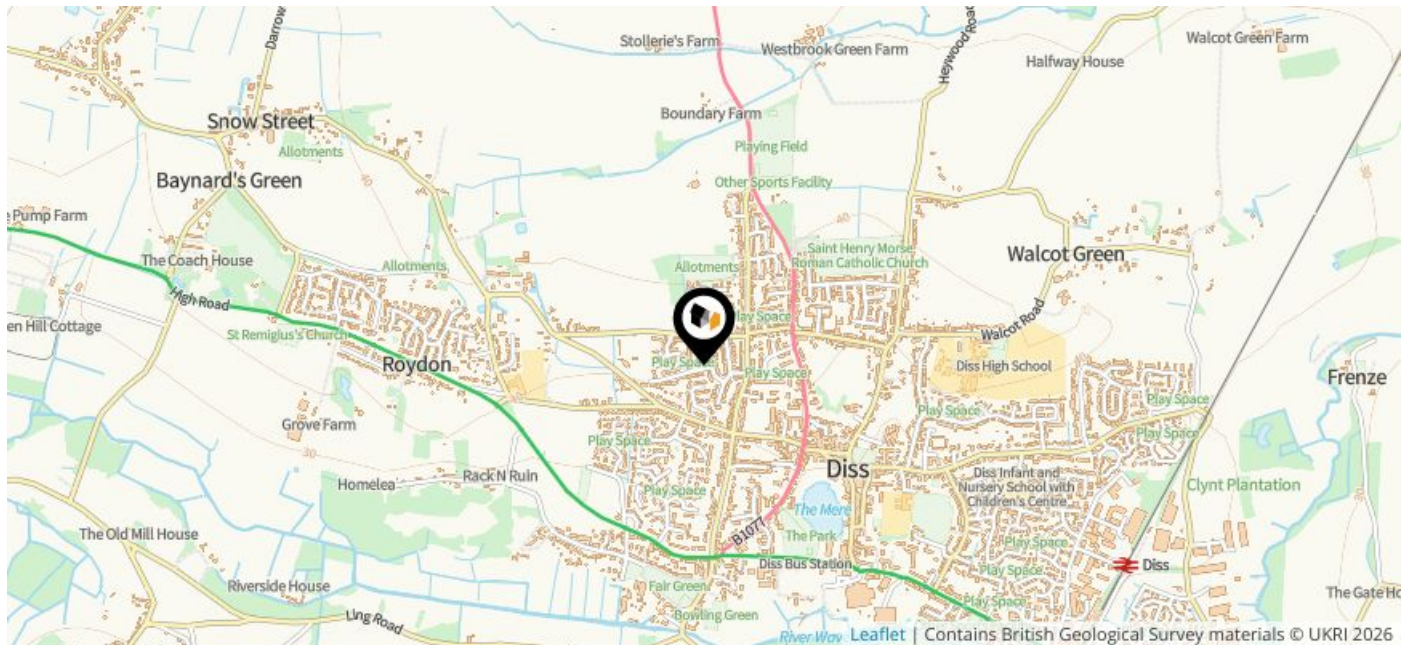 Stollerie's Farm
Westbrook Green Farm
Walcot Green Farm
Darrow
Heywood Road
Halfway House
Snow Street
Boundary Farm
Allotments
Playing Field
Baynard's Green
40
Other Sports Facility
Pump Farm
40
The Coach House
Allotments
Allotments
Saint Henry Morse
Roman Catholic Church
Walcot Green
High Road
en Hill Cottage
St Remigius's Church
Play Space
Walcot Road
Roydon
Play Space
Play Space
Diss High School
Frenze
Play Space
Play Space
Play Space
Grove Farm
30
Play Space
Rack N Ruin
Diss
Homelea
Play Space
Diss Infant and
Nursery School with
Children's Centre
Clynt Plantation
20
The Mere
The Old Mill House
B1077
The Park
Play Space
Diss Bus Station
Diss
Riverside House
Fair Green
Play Space
Ling Road
Bowling Green
Play Space
The Gate Ho
River Wav
Leaflet | Contains British Geological Survey materials © UKRI 2026